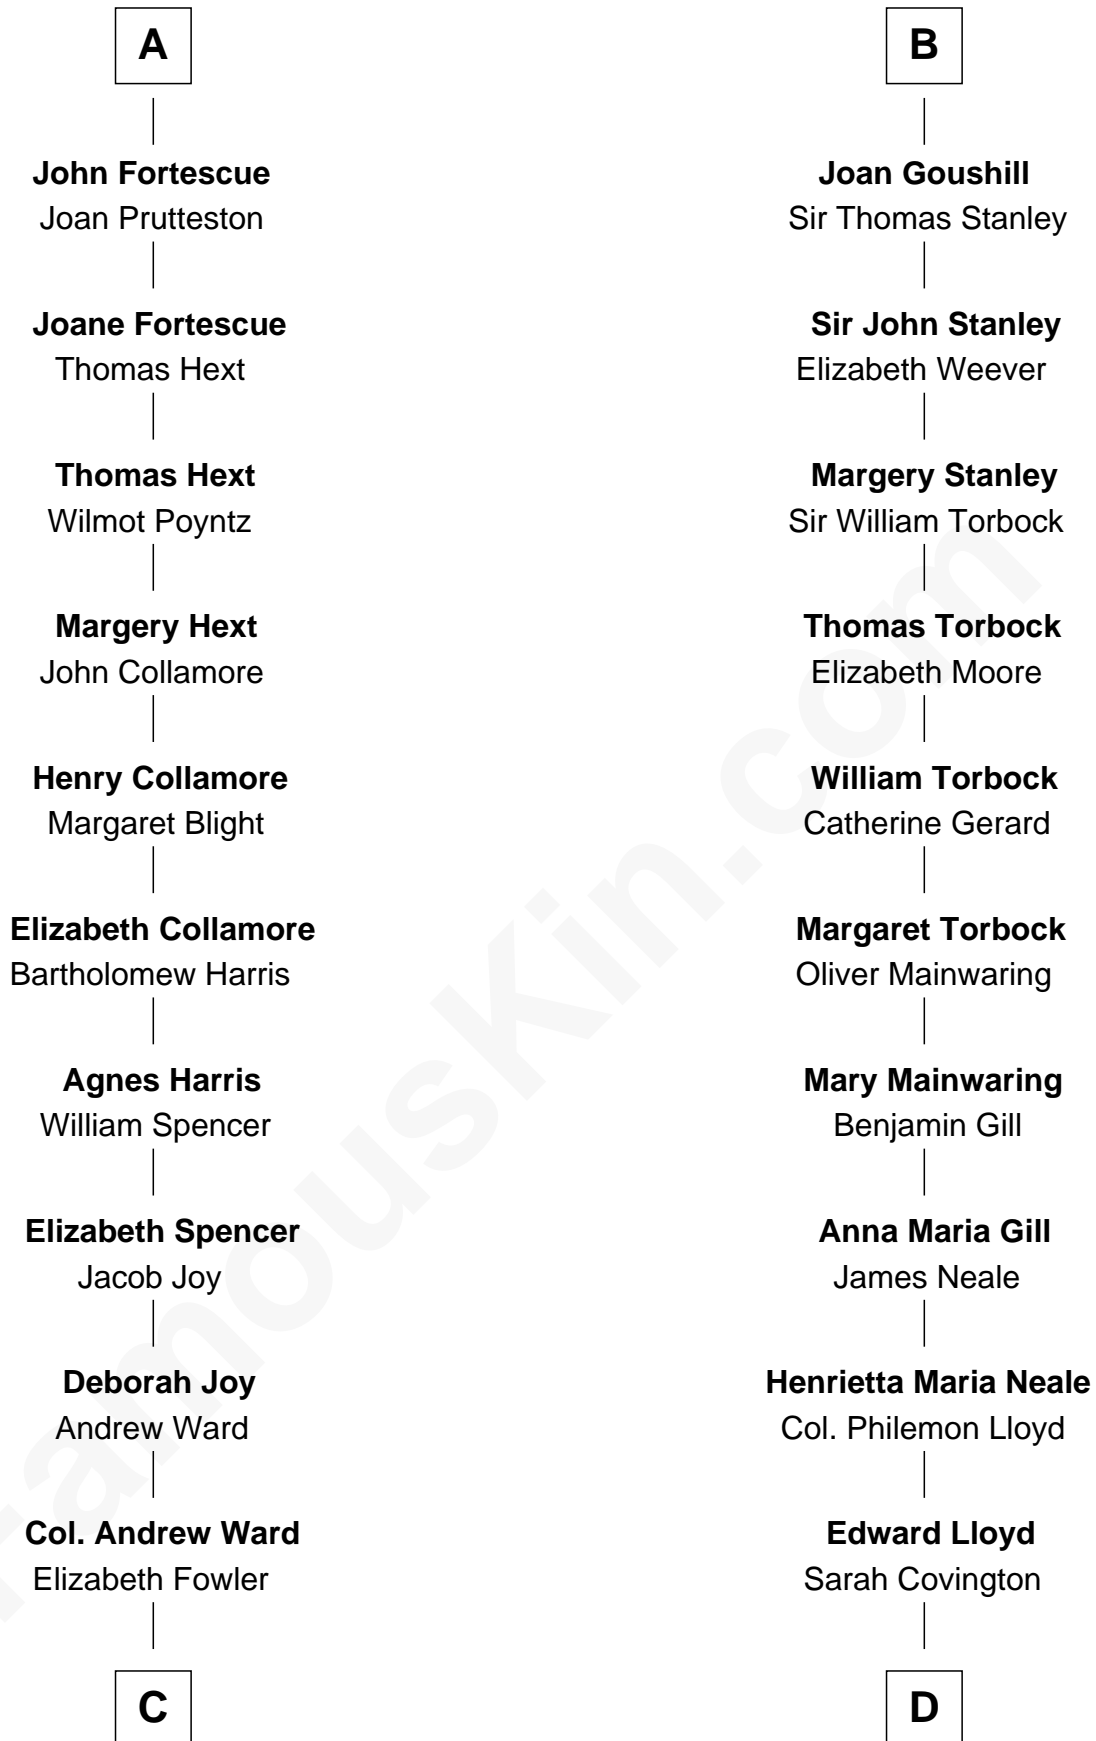 A
John Fortescue
Joan Prutteston
Joane Fortescue
Thomas Hext
Thomas Hext
Wilmot Poyntz
Margery Hext
John Collamore
Henry Collamore
Margaret Blight
Elizabeth Collamore
Bartholomew Harris
Agnes Harris
William Spencer
Elizabeth Spencer
Jacob Joy
Deborah Joy
Andrew Ward
Col. Andrew Ward
Elizabeth Fowler
C
B
Joan Goushill
Sir Thomas Stanley
Sir John Stanley
Elizabeth Weever
Margery Stanley
Sir William Torbock
Thomas Torbock
Elizabeth Moore
William Torbock
Catherine Gerard
Margaret Torbock
Oliver Mainwaring
Mary Mainwaring
Benjamin Gill
Anna Maria Gill
James Neale
Henrietta Maria Neale
Col. Philemon Lloyd
Edward Lloyd
Sarah Covington
D
FamousKin.com